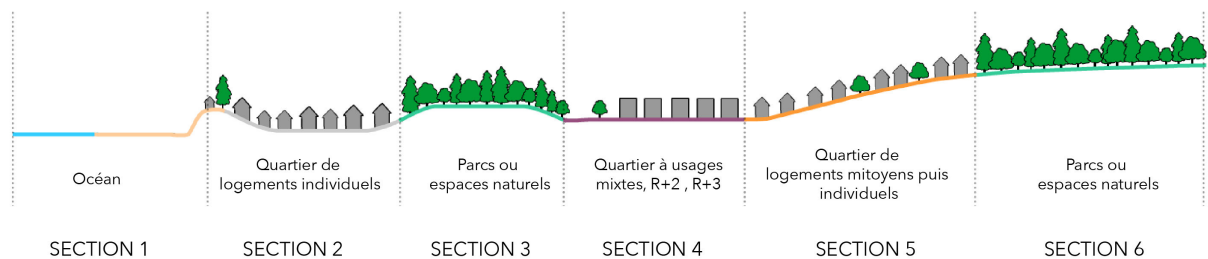 Océan
Quartier de
logements individuels
Parcs ou
espaces naturels
Quartier à usages
mixtes, R+2 , R+3
Quartier de
logements mitoyens puis
individuels
Parcs ou
espaces naturels
SECTION 1
SECTION 2
SECTION 3
SECTION 4
SECTION 5
SECTION 6